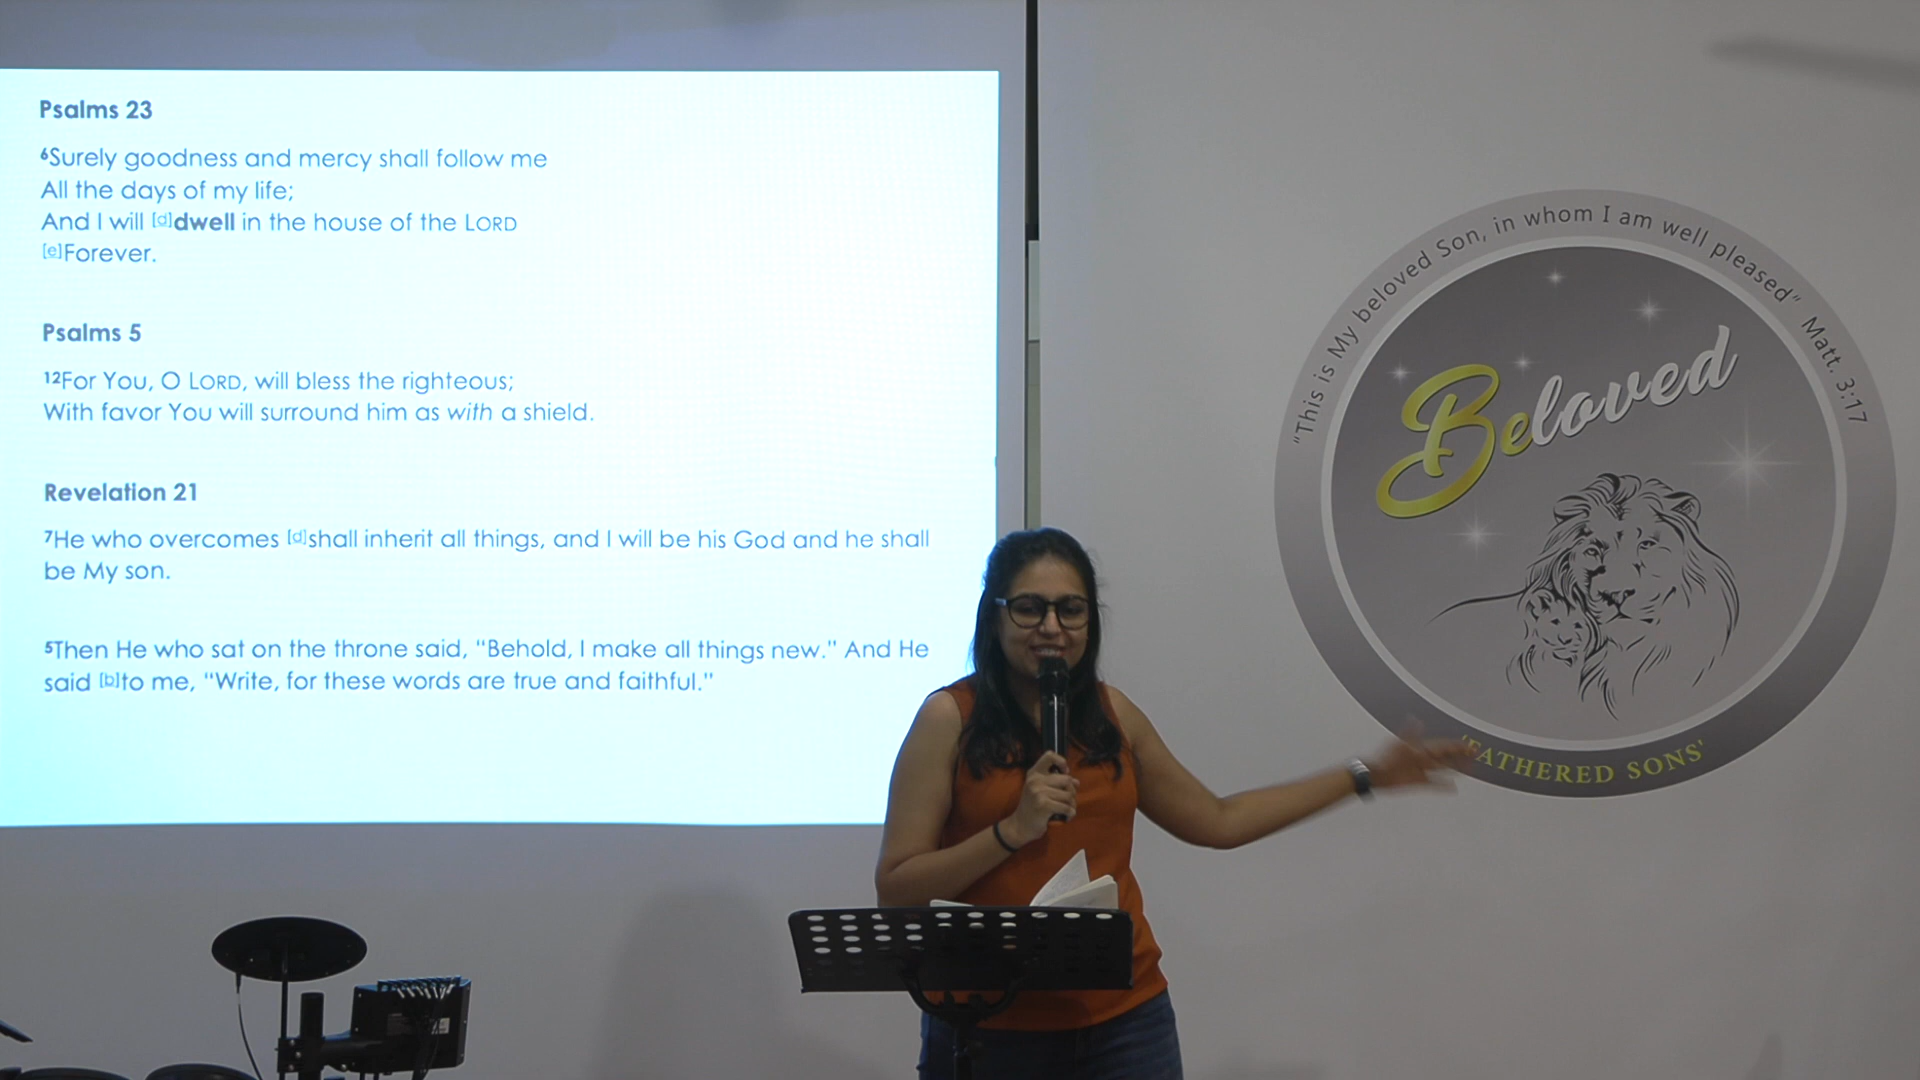 Psalms 23
6Surely goodness and mercy shall follow me
All the days of my life;
And I will [d]dwell in the house of the LORD
[e]Forever.
Psalms 5
12For You, O LORD, will bless the righteous;
With favor You will surround him as with a shield.
Revelation 21
7He who overcomes [d]shall inherit all things, and I will be his God and he shall
be My son.
5Then He who sat on the throne said, “Behold, I make all things new.” And He
said [b]to me, “Write, for these words are true and faithful.”
"This is My beloved Son, in whom I am well pleased" Matt. 3:17
Beloved
'FATHERED SONS'